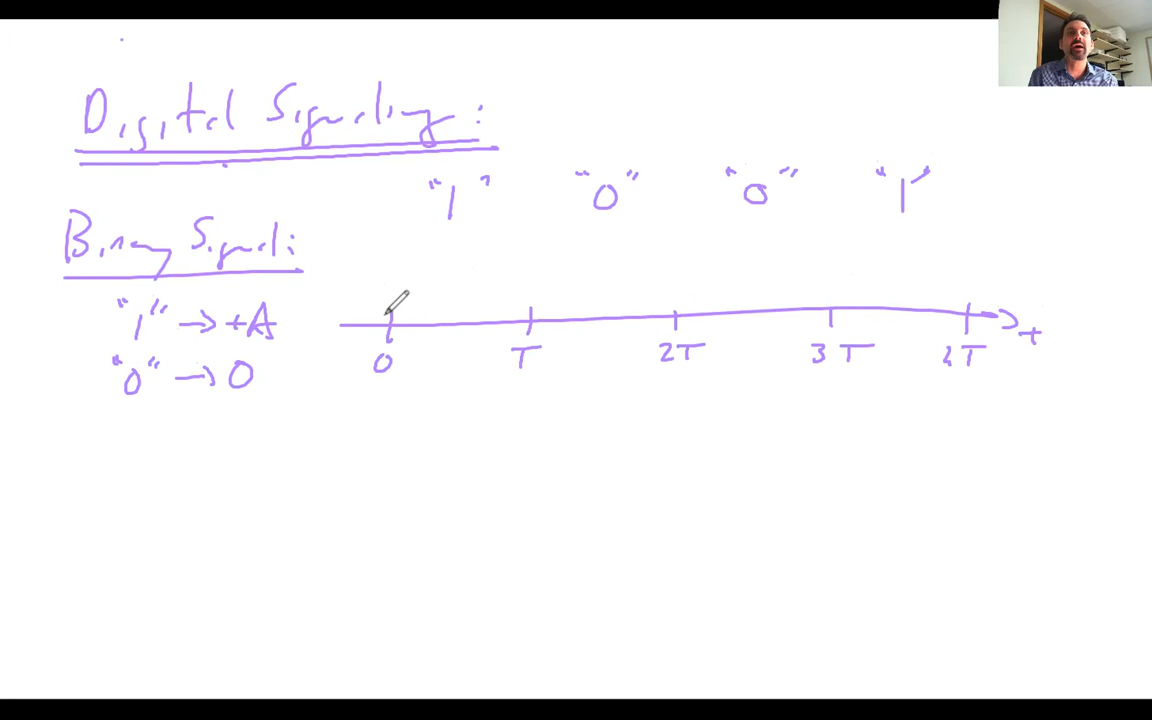 Digital Signaling:
"1" "0" "0" "1"
Binary Signal:
"1" → +A
"0" → 0
0 T 2T 3T 4T t